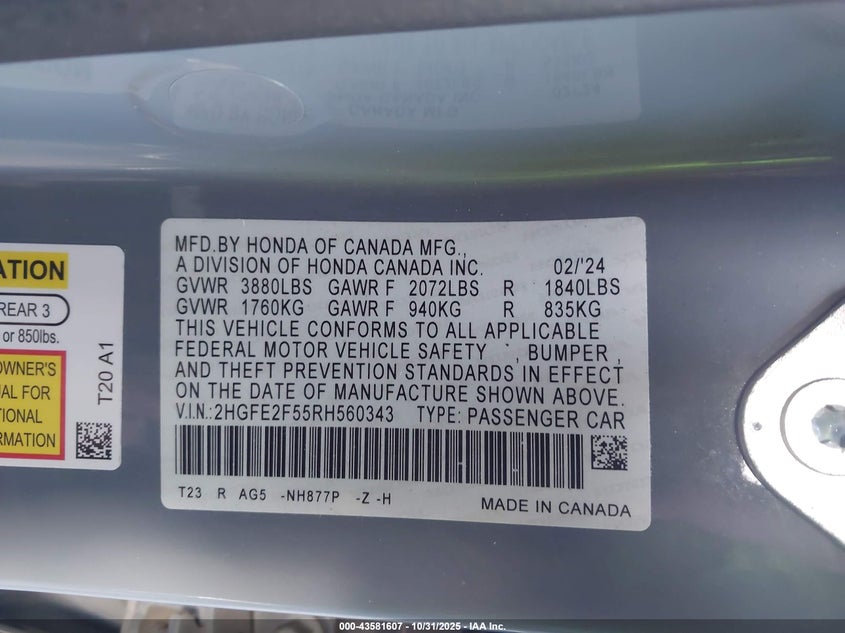 MFD.BY HONDA OF CANADA MFG.,
A DIVISION OF HONDA CANADA INC. 02/'24
GVWR 3880LBS GAWR F 2072LBS R 1840LBS
GVWR 1760KG GAWR F 940KG R 835KG
THIS VEHICLE CONFORMS TO ALL APPLICABLE
FEDERAL MOTOR VEHICLE SAFETY , BUMPER ,
AND THEFT PREVENTION STANDARDS IN EFFECT
ON THE DATE OF MANUFACTURE SHOWN ABOVE.
V.I.N.:2HGFE2F55RH560343 TYPE: PASSENGER CAR
T23 R AG5 -NH877P -Z -H
MADE IN CANADA
ATION
REAR 3
or 850lbs.
OWNER'S
UAL FOR
TIONAL
ORMATION
T20 A1
000-43581607 - 10/31/2025 - IAA Inc.